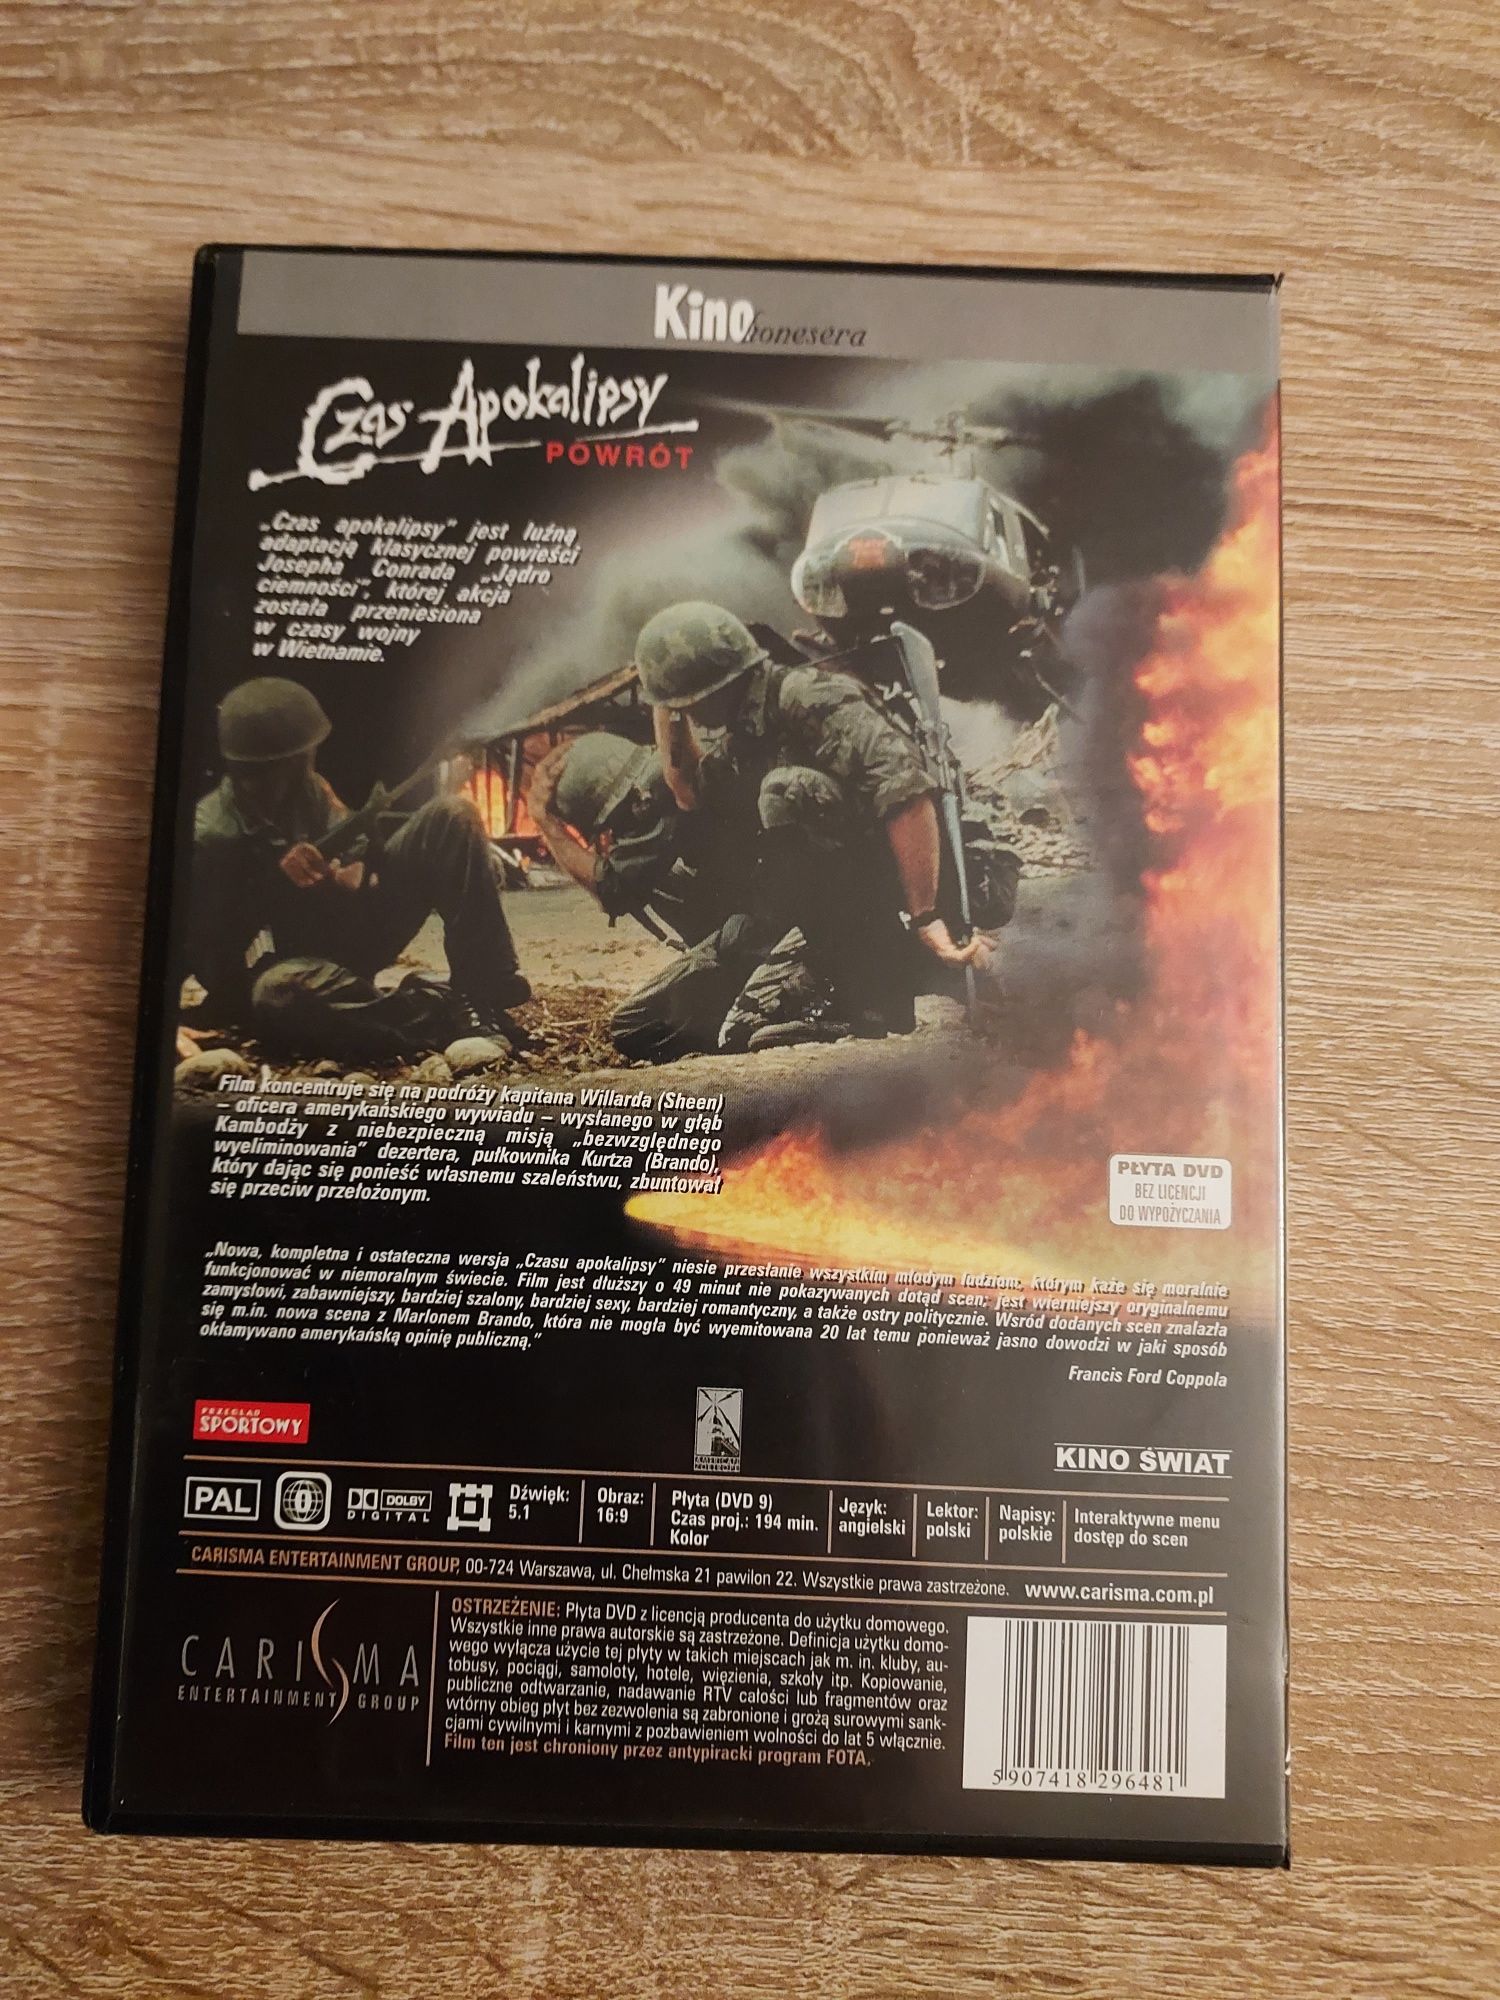 Kino konesera
Czas Apokalipsy
POWRÓT
„Czas apokalipsy” jest luźną
adaptacją klasycznej powieści
Josepha Conrada „Jądro
ciemności”, której akcja
została przeniesiona
w czasy wojny
w Wietnamie.
Film koncentruje się na podróży kapitana Willarda (Sheen)
– oficera amerykańskiego wywiadu – wysłanego w głąb
Kambodży z niebezpieczną misją „bezwzględnego
wyeliminowania” dezertera, pułkownika Kurtza (Brando),
który dając się ponieść własnemu szaleństwu, zbuntował
się przeciw przełożonym.
PŁYTA DVD
BEZ LICENCJI
DO WYPOŻYCZANIA
„Nowa, kompletna i ostateczna wersja „Czasu apokalipsy” niesie przesłanie wszystkim młodym ludziom, którym każe się moralnie
funkcjonować w niemoralnym świecie. Film jest dłuższy o 49 minut nie pokazywanych dotąd scen; jest wierniejszy oryginalnemu
zamysłowi, zabawniejszy, bardziej szalony, bardziej sexy, bardziej romantyczny, a także ostry politycznie. Wsród dodanych scen znalazła
się m.in. nowa scena z Marlonem Brando, która nie mogła być wyemitowana 20 lat temu ponieważ jasno dowodzi w jaki sposób
okłamywano amerykańską opinię publiczną.”
Francis Ford Coppola
PRZEGLĄD
SPORTOWY
AMERICAN
ZOETROPE
KINO ŚWIAT
PAL
0
DOLBY
DIGITAL
Dźwięk:
5.1
Obraz:
16:9
Płyta (DVD 9)
Czas proj.: 194 min.
Kolor
Język:
angielski
Lektor:
polski
Napisy:
polskie
Interaktywne menu
dostęp do scen
CARISMA ENTERTAINMENT GROUP, 00-724 Warszawa, ul. Chełmska 21 pawilon 22. Wszystkie prawa zastrzeżone. www.carisma.com.pl
CARISMA
ENTERTAINMENT GROUP
OSTRZEŻENIE: Płyta DVD z licencją producenta do użytku domowego.
Wszystkie inne prawa autorskie są zastrzeżone. Definicja użytku domo-
wego wyłącza użycie tej płyty w takich miejscach jak m. in. kluby, au-
tobusy, pociągi, samoloty, hotele, więzienia, szkoły itp. Kopiowanie,
publiczne odtwarzanie, nadawanie RTV całości lub fragmentów oraz
wtórny obieg płyt bez zezwolenia są zabronione i grożą surowymi sank-
cjami cywilnymi i karnymi z pozbawieniem wolności do lat 5 włącznie.
Film ten jest chroniony przez antypiracki program FOTA.
5 907418 296481